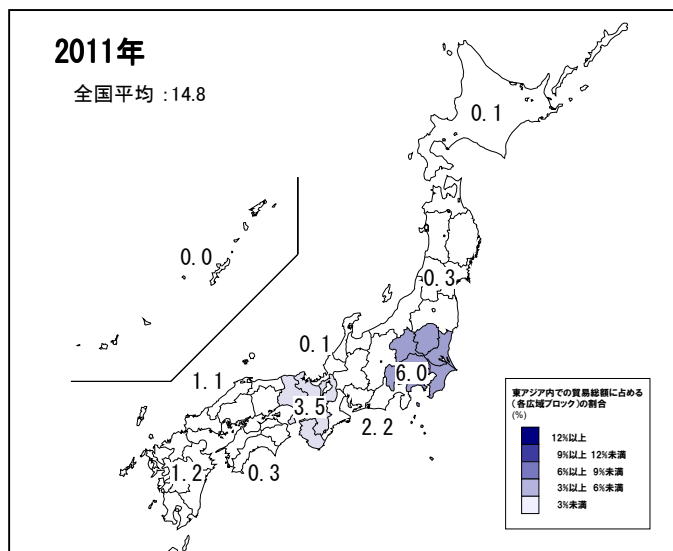 2011年
全国平均 :14.8
0.1
0.0
0.3
0.1
6.0
1.1
3.5
2.2
1.2
0.3
東アジア内での貿易総額に占める
(各広域ブロック)の割合
(%)
12%以上
9%以上 12%未満
6%以上 9%未満
3%以上 6%未満
3%未満